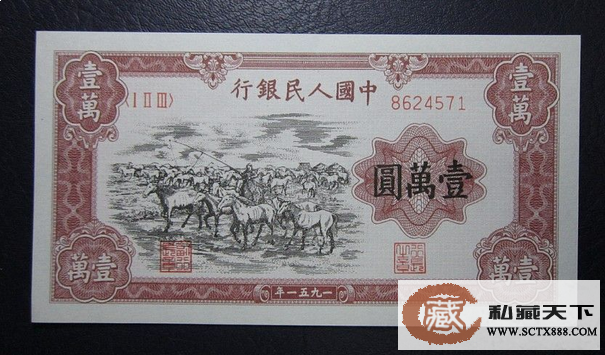 行銀民人國中
〈I II III〉
8624571
壹萬
壹萬
圓萬壹
萬壹
萬壹
年一五九一
藏
私藏天下
WWW.SCTX888.COM